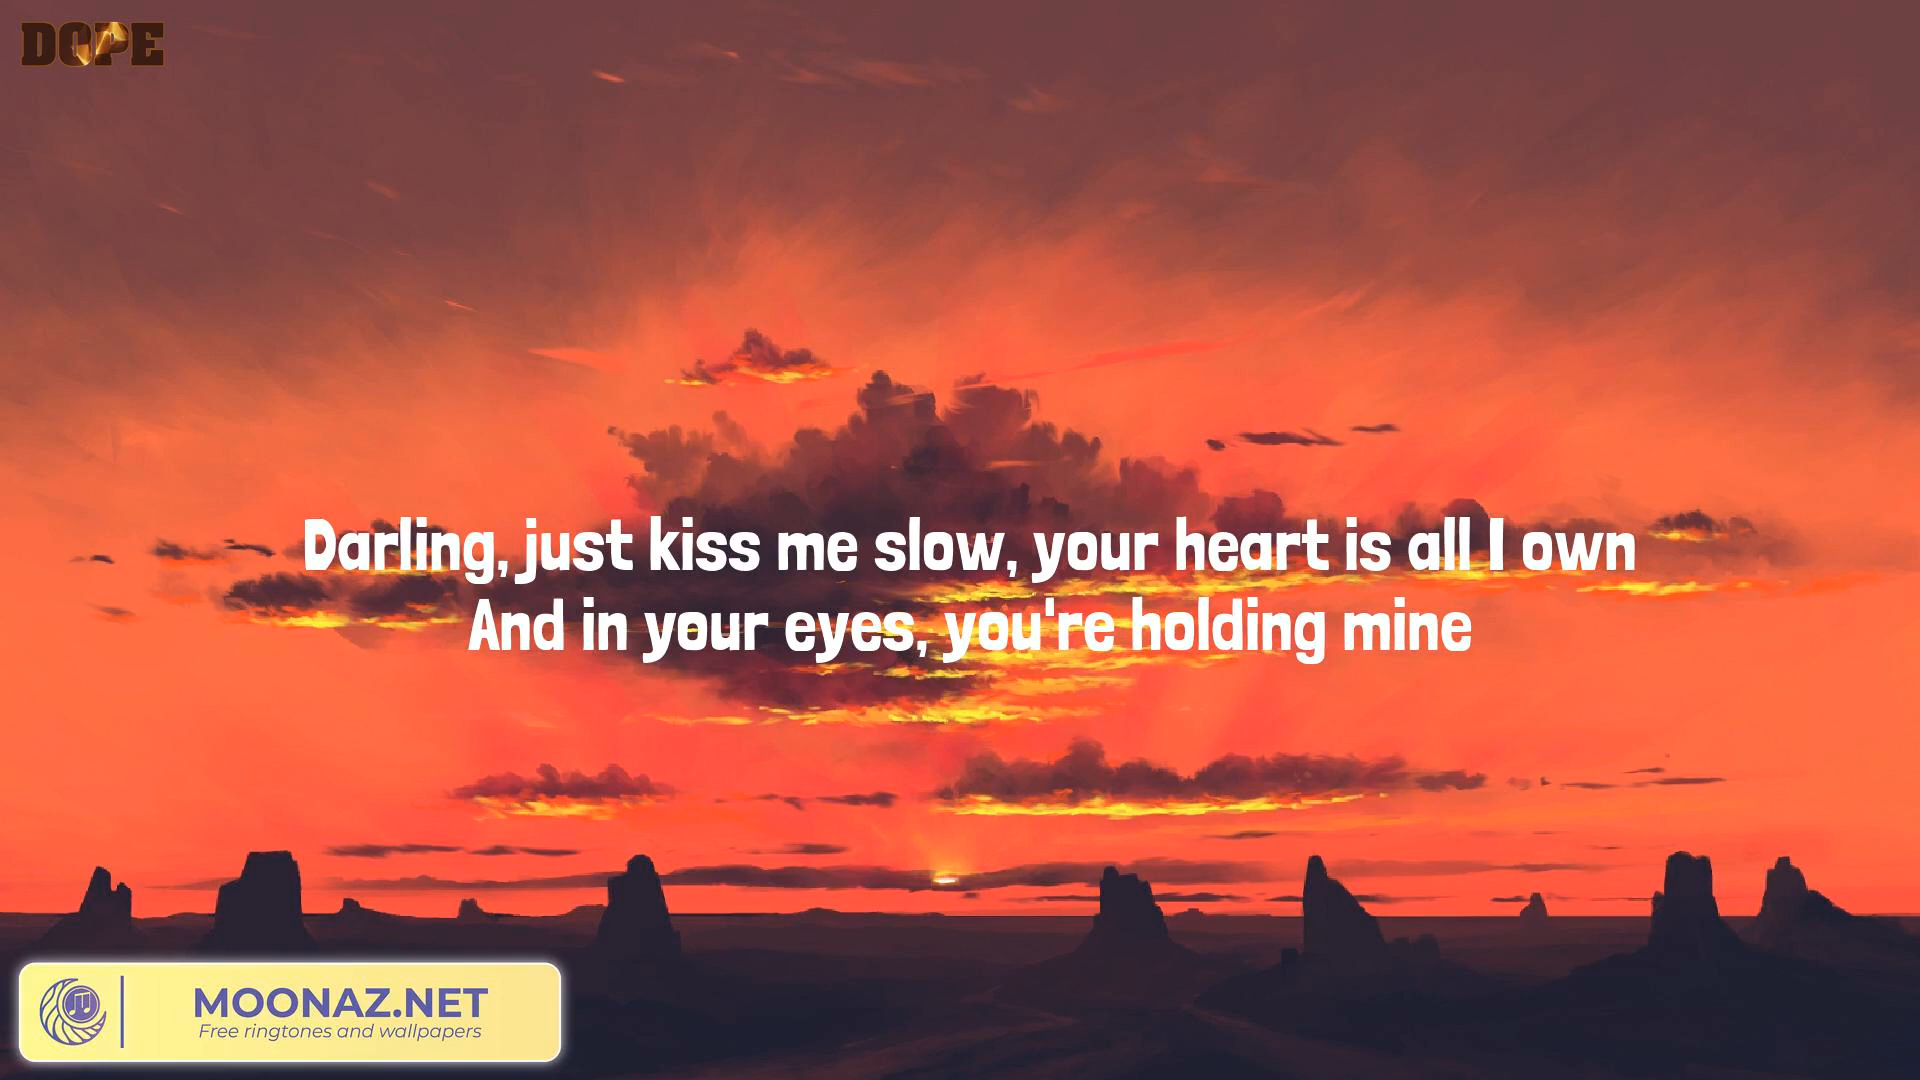 DOPE
Darling, just kiss me slow, your heart is all I own
And in your eyes, you're holding mine
MOONAZ.NET
Free ringtones and wallpapers